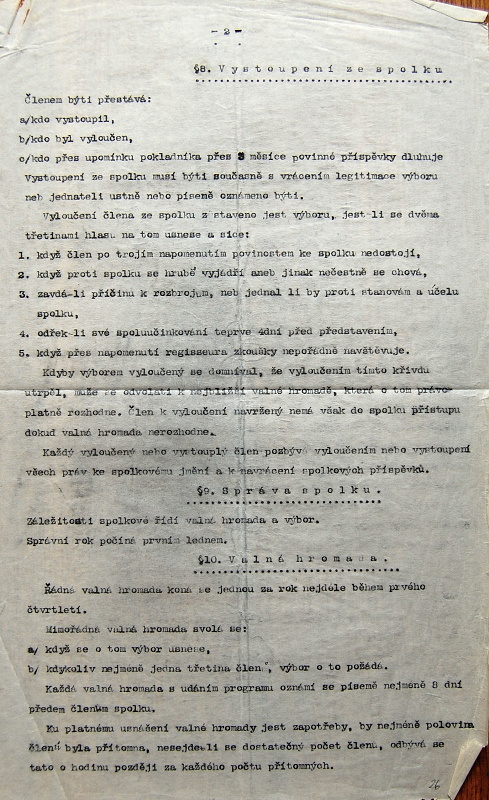 - 2 -
§8. Vystoupení ze spolku
Členem býti přestává:
a/kdo vystoupil,
b/kdo byl vyloučen,
c/kdo přes upomínku pokladníka přes 3 měsíce povinné příspěvky dluhuje
Vystoupení ze spolku musí býti současně s vrácením legitimace výboru
neb jednateli ustně nebo píseně oznámeno býti.
Vyloučení člena ze spolku z staveno jest výboru, jest-li se dvěma
třetinami hlasu na tom usnese a sice:
1. když člen po trojím napomenutím povinostem ke spolku nedostojí,
2. když proti spolku se hrubě vyjádří aneb jinak nečestně se chová,
3. zavdá-li příčinu k rozbrojum, neb jednal li by proti stanovám a účelu
spolku,
4. odřek-li své spoluučinkování teprve 4dní před představením,
5. když přes napomenutí regisseura zkoušky nepořádně navštěvuje.
Kdyby výborem vyloučený se domníval, že vyloučením tímto křivdu
utrpěl, muže se odvolati k nejbližší valné hromadě, která o tom právo-
platně rozhodne. Člen k vyloučení navržený nemá však do spolku přístupu
dokud valná hromada nerozhodne.
Každý vyloučený nebo vystouplý člen pozbývá vyloučením nebo vystoupení
všech práv ke spolkovému jmění a k navrácení spolkových příspěvků.
§9. Správa spolku.
Záležitosti spolkové řídí valná hromada a výbor.
Správní rok počíná prvním lednem.
§10. Valná hromada.
Řádná valná hromada koná se jednou za rok nejdéle během prvého
čtvrtletí.
Mimořádná valná hromada svolá se:
a/ když se o tom výbor usnese,
b/ kdykoliv nejméně jedna třetina členů, výbor o to požádá.
Každá valná hromada s udáním programu oznámí se písemě nejméně 8 dní
předem členům spolku.
Ku platnému usnášení valné hromady jest zapotřeby, by nejméně polovina
členů byla přítomna, nesejde-li se dostatečný počet členu, odbývá se
tato o hodinu později za každého počtu přítomných.
26